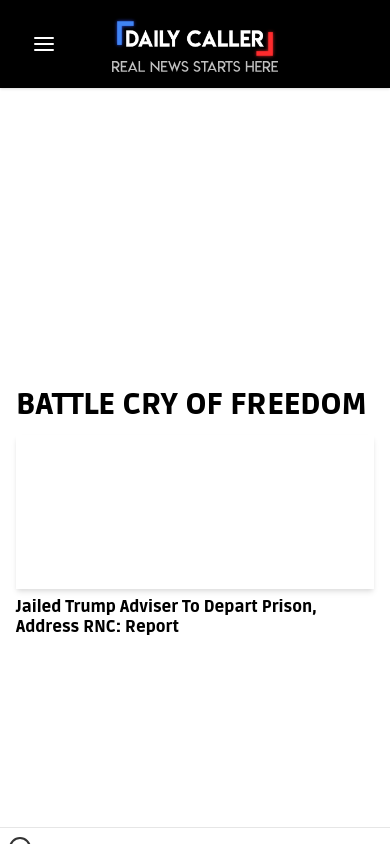 DAILY CALLER
REAL NEWS STARTS HERE
BATTLE CRY OF FREEDOM
Jailed Trump Adviser To Depart Prison,
Address RNC: Report